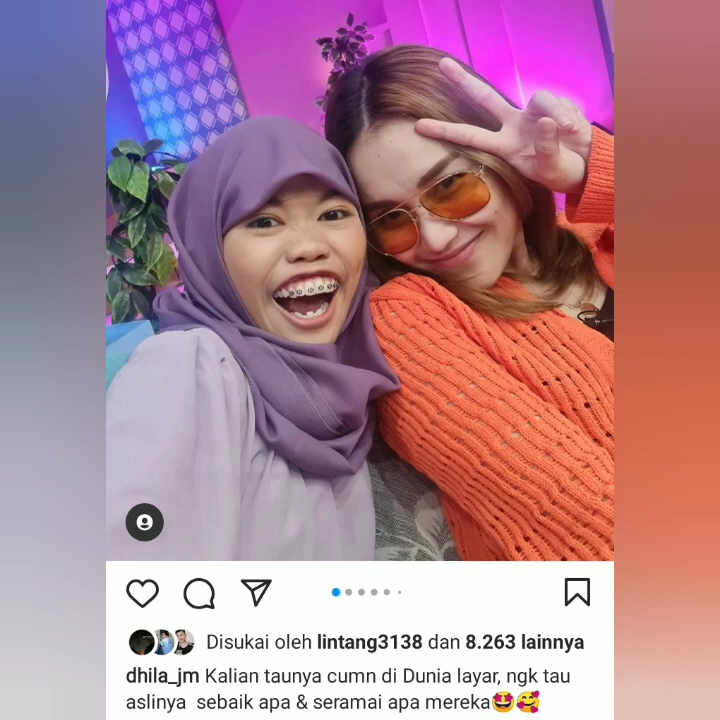 Disukai oleh lintang3138 dan 8.263 lainnya
dhila_jm Kalian taunya cumn di Dunia layar, ngk tau
aslinya sebaik apa & seramai apa mereka🤩🥰